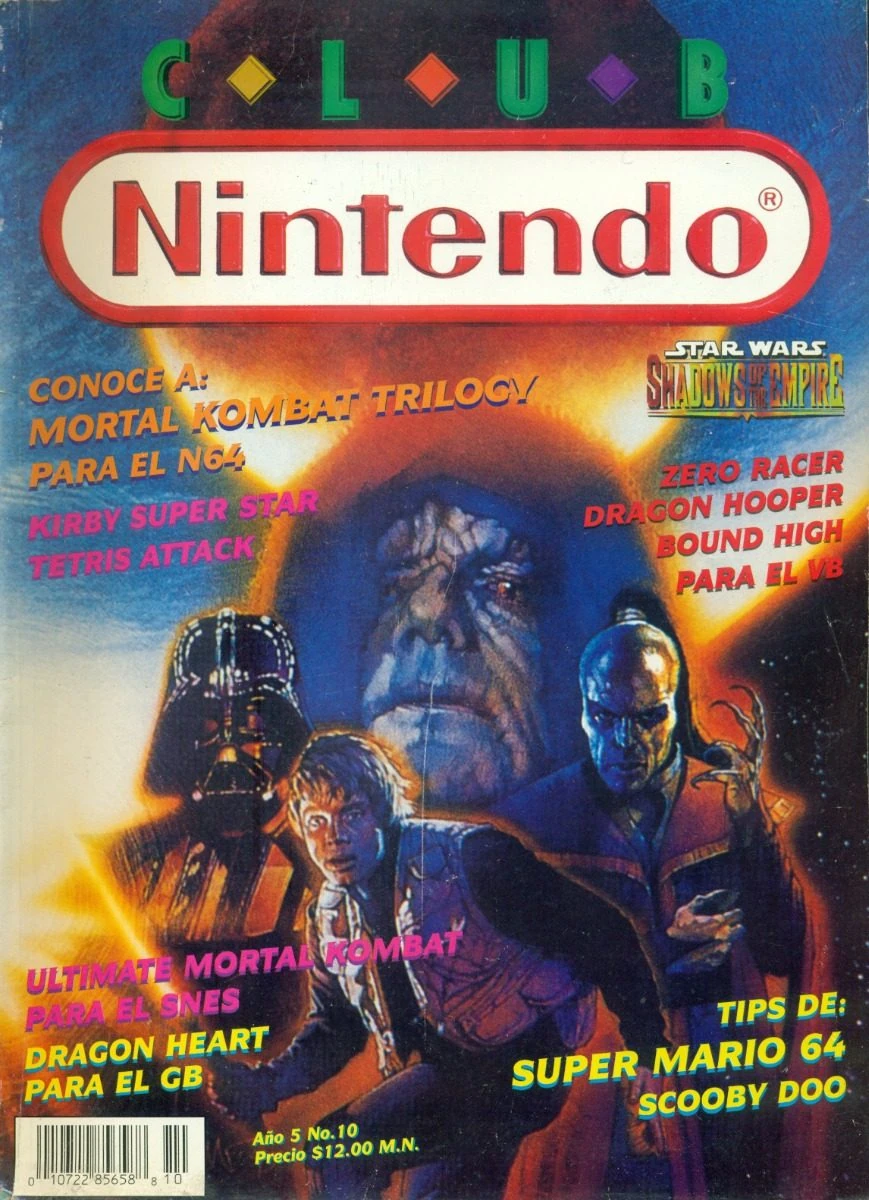 CLUB
Nintendo®
STAR WARS
SHADOWS OF THE EMPIRE
CONOCE A:
MORTAL KOMBAT TRILOGY
PARA EL N64
KIRBY SUPER STAR
TETRIS ATTACK
ZERO RACER
DRAGON HOOPER
BOUND HIGH
PARA EL VB
ULTIMATE MORTAL KOMBAT
PARA EL SNES
DRAGON HEART
PARA EL GB
TIPS DE:
SUPER MARIO 64
SCOOBY DOO
Año 5 No.10
Precio $12.00 M.N.
0 10722 85658 8 10